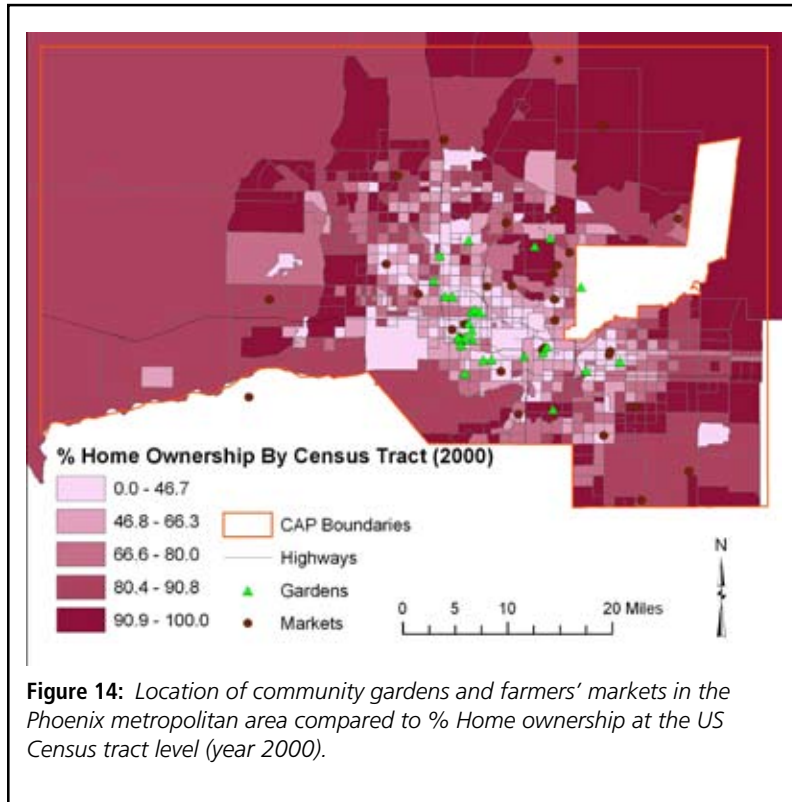 % Home Ownership By Census Tract (2000)
0.0 - 46.7
46.8 - 66.3
66.6 - 80.0
80.4 - 90.8
90.9 - 100.0
CAP Boundaries
Highways
Gardens
Markets
N
0 5 10 20 Miles
Figure 14: Location of community gardens and farmers’ markets in the
Phoenix metropolitan area compared to % Home ownership at the US
Census tract level (year 2000).